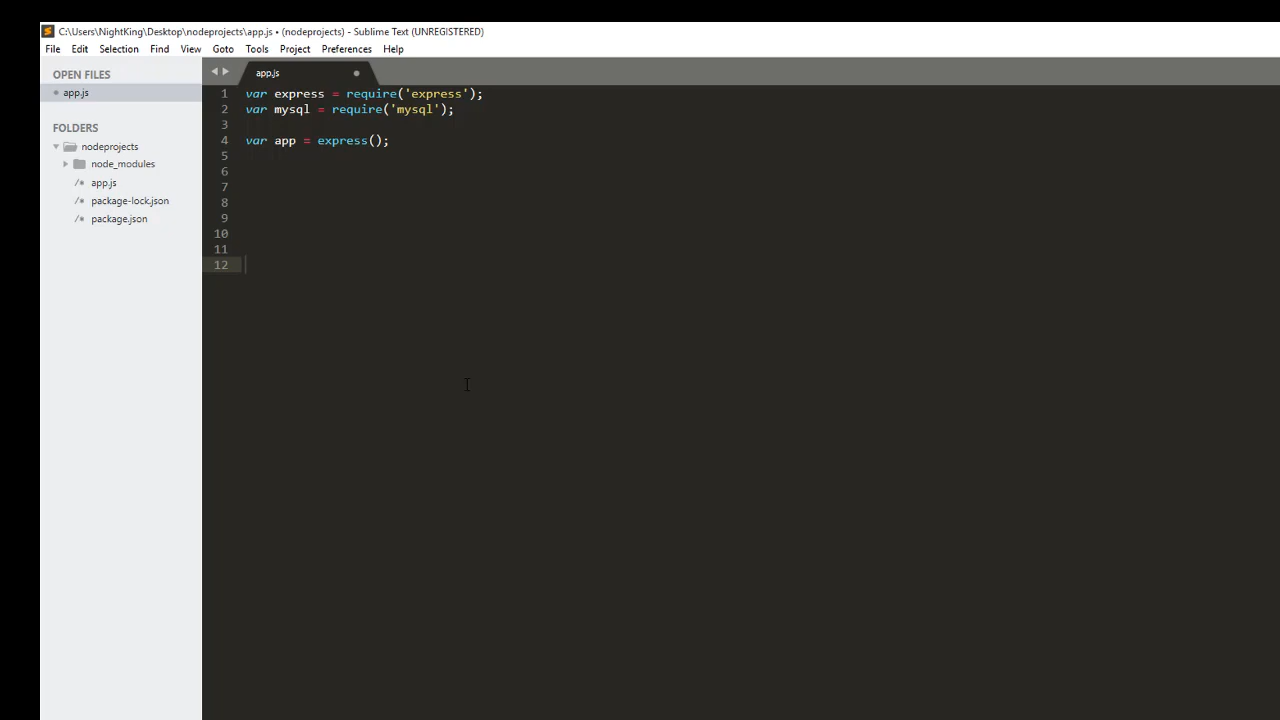 C:\Users\NightKing\Desktop\nodeprojects\app.js • (nodeprojects) - Sublime Text (UNREGISTERED)
File Edit Selection Find View Goto Tools Project Preferences Help
OPEN FILES
app.js
FOLDERS
nodeprojects
node_modules
/* app.js
/* package-lock.json
/* package.json
app.js
1 var express = require('express');
2 var mysql = require('mysql');
3
4 var app = express();
5
6
7
8
9
10
11
12